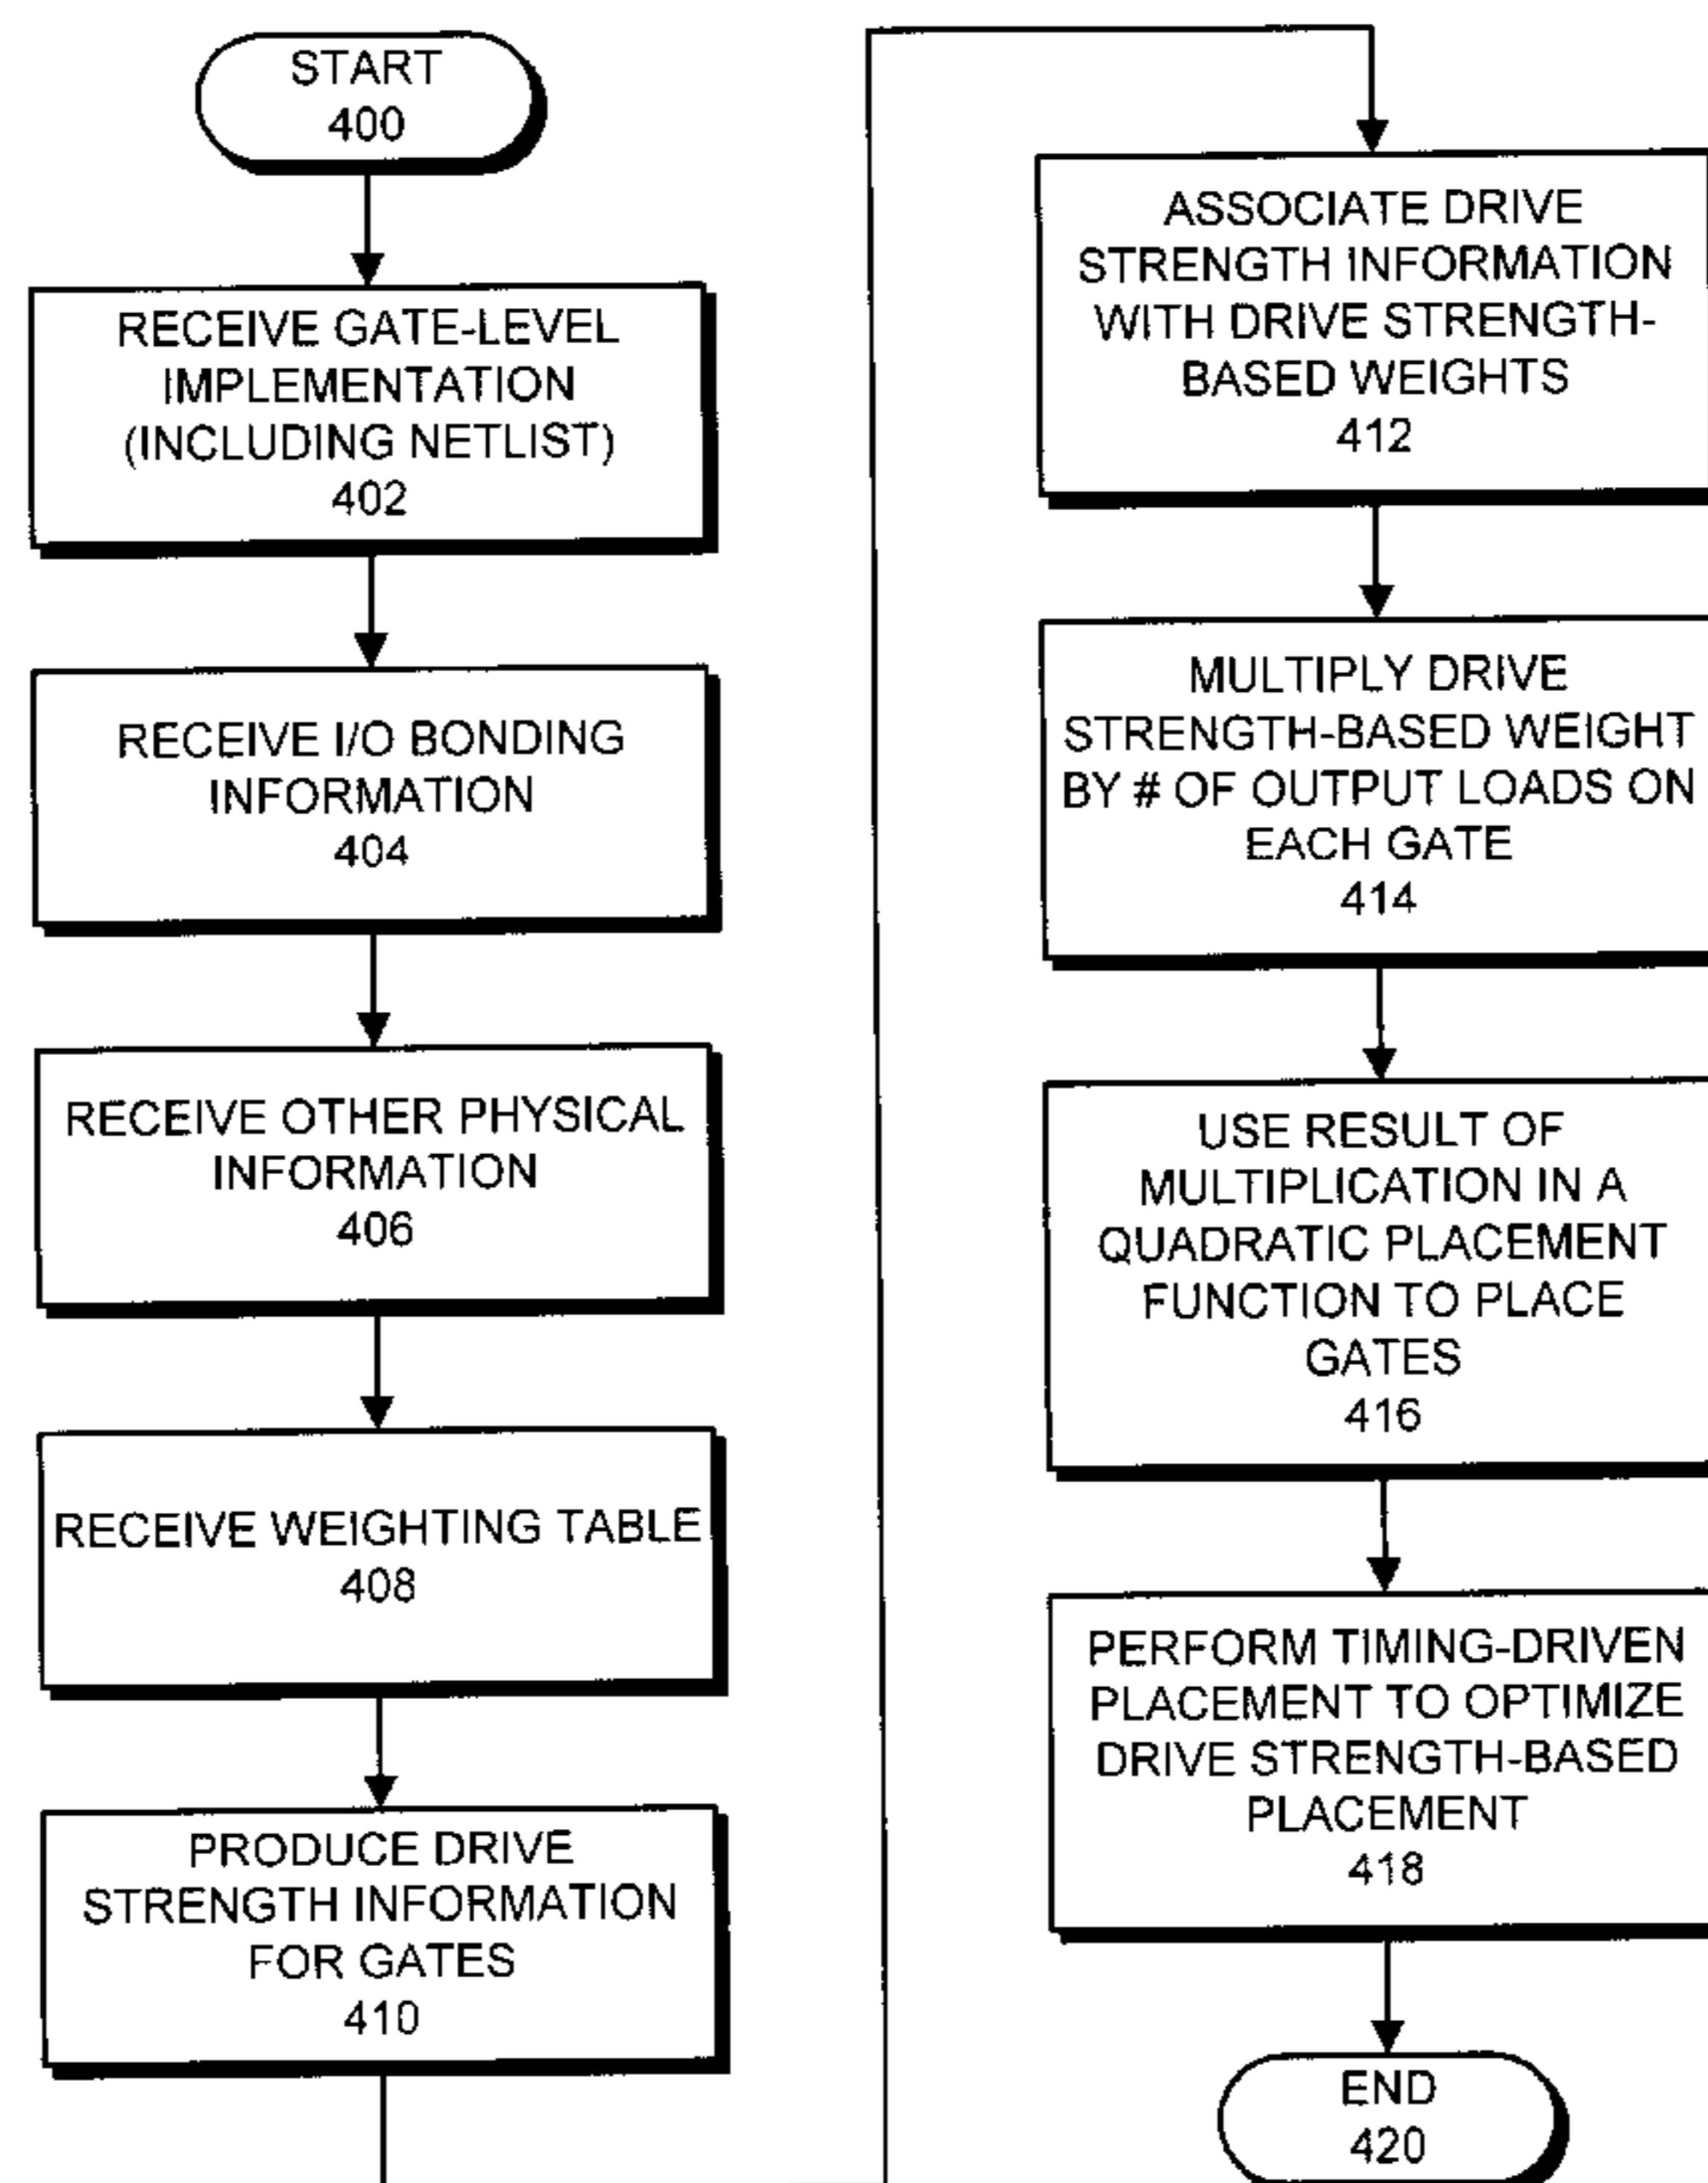 START
400
RECEIVE GATE-LEVEL
IMPLEMENTATION
(INCLUDING NETLIST)
402
RECEIVE I/O BONDING
INFORMATION
404
RECEIVE OTHER PHYSICAL
INFORMATION
406
RECEIVE WEIGHTING TABLE
408
PRODUCE DRIVE
STRENGTH INFORMATION
FOR GATES
410
ASSOCIATE DRIVE
STRENGTH INFORMATION
WITH DRIVE STRENGTH-
BASED WEIGHTS
412
MULTIPLY DRIVE
STRENGTH-BASED WEIGHT
BY # OF OUTPUT LOADS ON
EACH GATE
414
USE RESULT OF
MULTIPLICATION IN A
QUADRATIC PLACEMENT
FUNCTION TO PLACE
GATES
416
PERFORM TIMING-DRIVEN
PLACEMENT TO OPTIMIZE
DRIVE STRENGTH-BASED
PLACEMENT
418
END
420